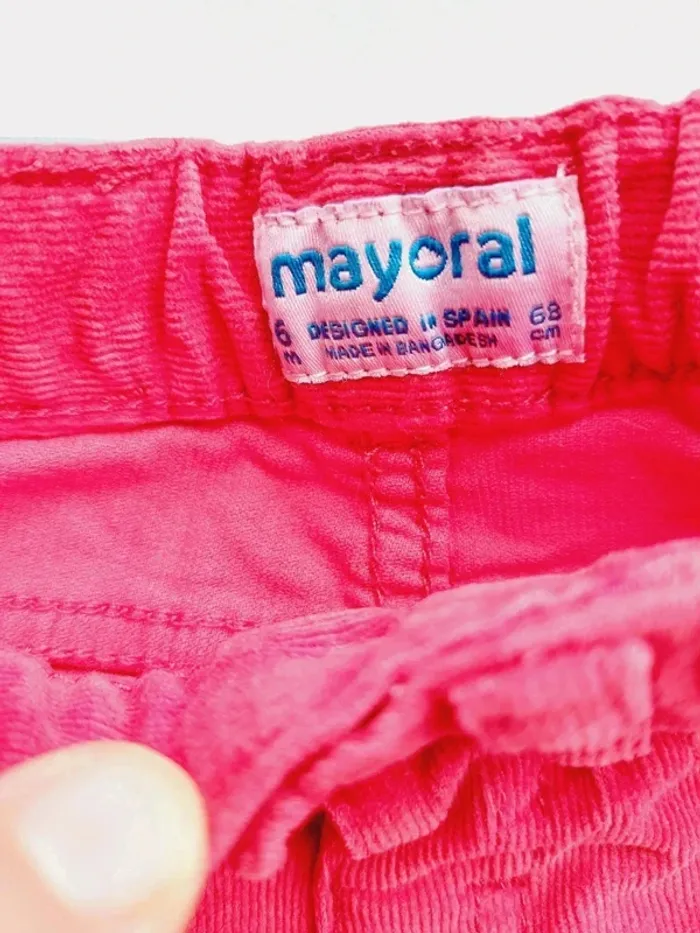 mayoral
6 DESIGNED IN SPAIN 68
M MADE IN BANGLADESH cm